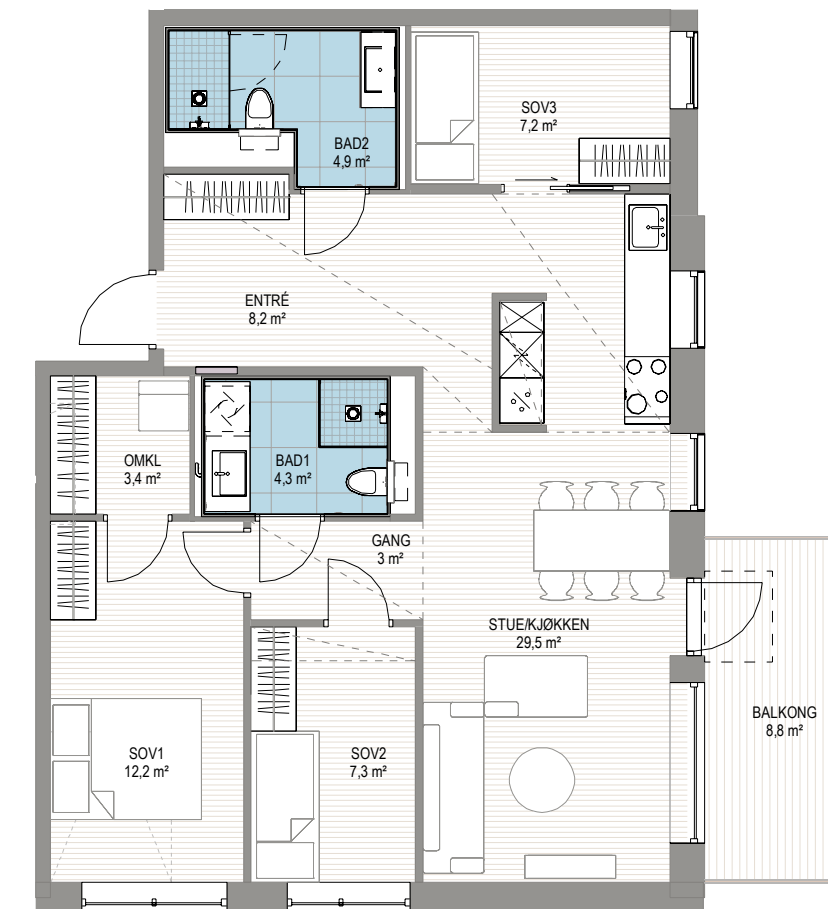 SOV3
7,2 m²
BAD2
4,9 m²
ENTRÉ
8,2 m²
OMKL
3,4 m²
BAD1
4,3 m²
GANG
3 m²
STUE/KJØKKEN
29,5 m²
BALKONG
8,8 m²
SOV1
12,2 m²
SOV2
7,3 m²